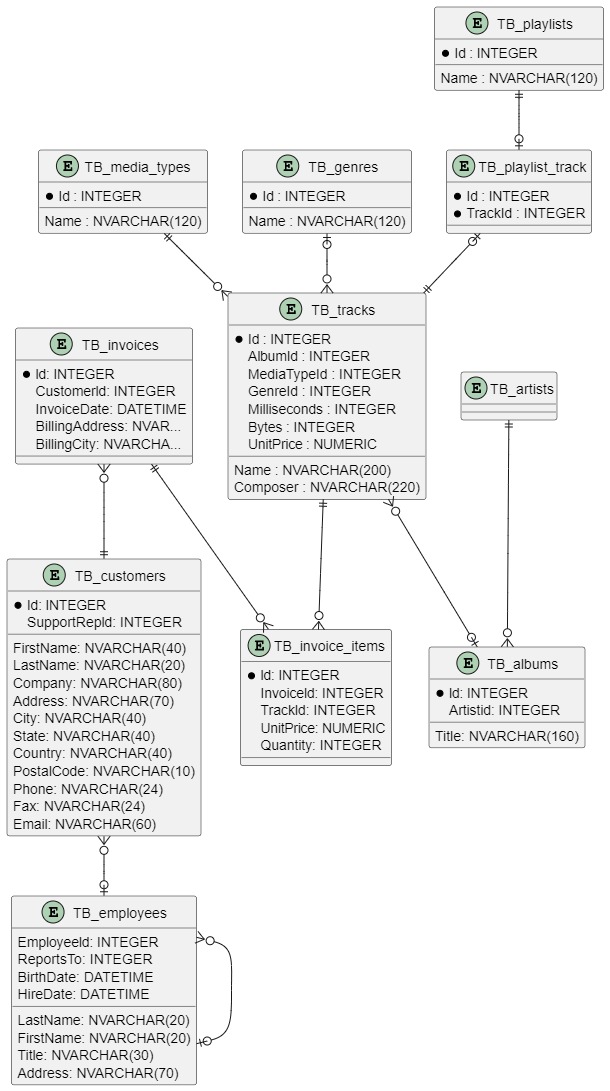 E TB_playlists
Id : INTEGER
Name : NVARCHAR(120)
E TB_media_types
Id : INTEGER
Name : NVARCHAR(120)
E TB_genres
Id : INTEGER
Name : NVARCHAR(120)
E TB_playlist_track
Id : INTEGER
TrackId : INTEGER
E TB_tracks
Id : INTEGER
AlbumId : INTEGER
MediaTypeId : INTEGER
GenreId : INTEGER
Milliseconds : INTEGER
Bytes : INTEGER
UnitPrice : NUMERIC
Name : NVARCHAR(200)
Composer : NVARCHAR(220)
E TB_invoices
Id: INTEGER
CustomerId: INTEGER
InvoiceDate: DATETIME
BillingAddress: NVAR...
BillingCity: NVARCHA...
E TB_artists
E TB_customers
Id: INTEGER
SupportRepId: INTEGER
FirstName: NVARCHAR(40)
LastName: NVARCHAR(20)
Company: NVARCHAR(80)
Address: NVARCHAR(70)
City: NVARCHAR(40)
State: NVARCHAR(40)
Country: NVARCHAR(40)
PostalCode: NVARCHAR(10)
Phone: NVARCHAR(24)
Fax: NVARCHAR(24)
Email: NVARCHAR(60)
E TB_invoice_items
Id: INTEGER
InvoiceId: INTEGER
TrackId: INTEGER
UnitPrice: NUMERIC
Quantity: INTEGER
E TB_albums
Id: INTEGER
Artistid: INTEGER
Title: NVARCHAR(160)
E TB_employees
EmployeeId: INTEGER
ReportsTo: INTEGER
BirthDate: DATETIME
HireDate: DATETIME
LastName: NVARCHAR(20)
FirstName: NVARCHAR(20)
Title: NVARCHAR(30)
Address: NVARCHAR(70)